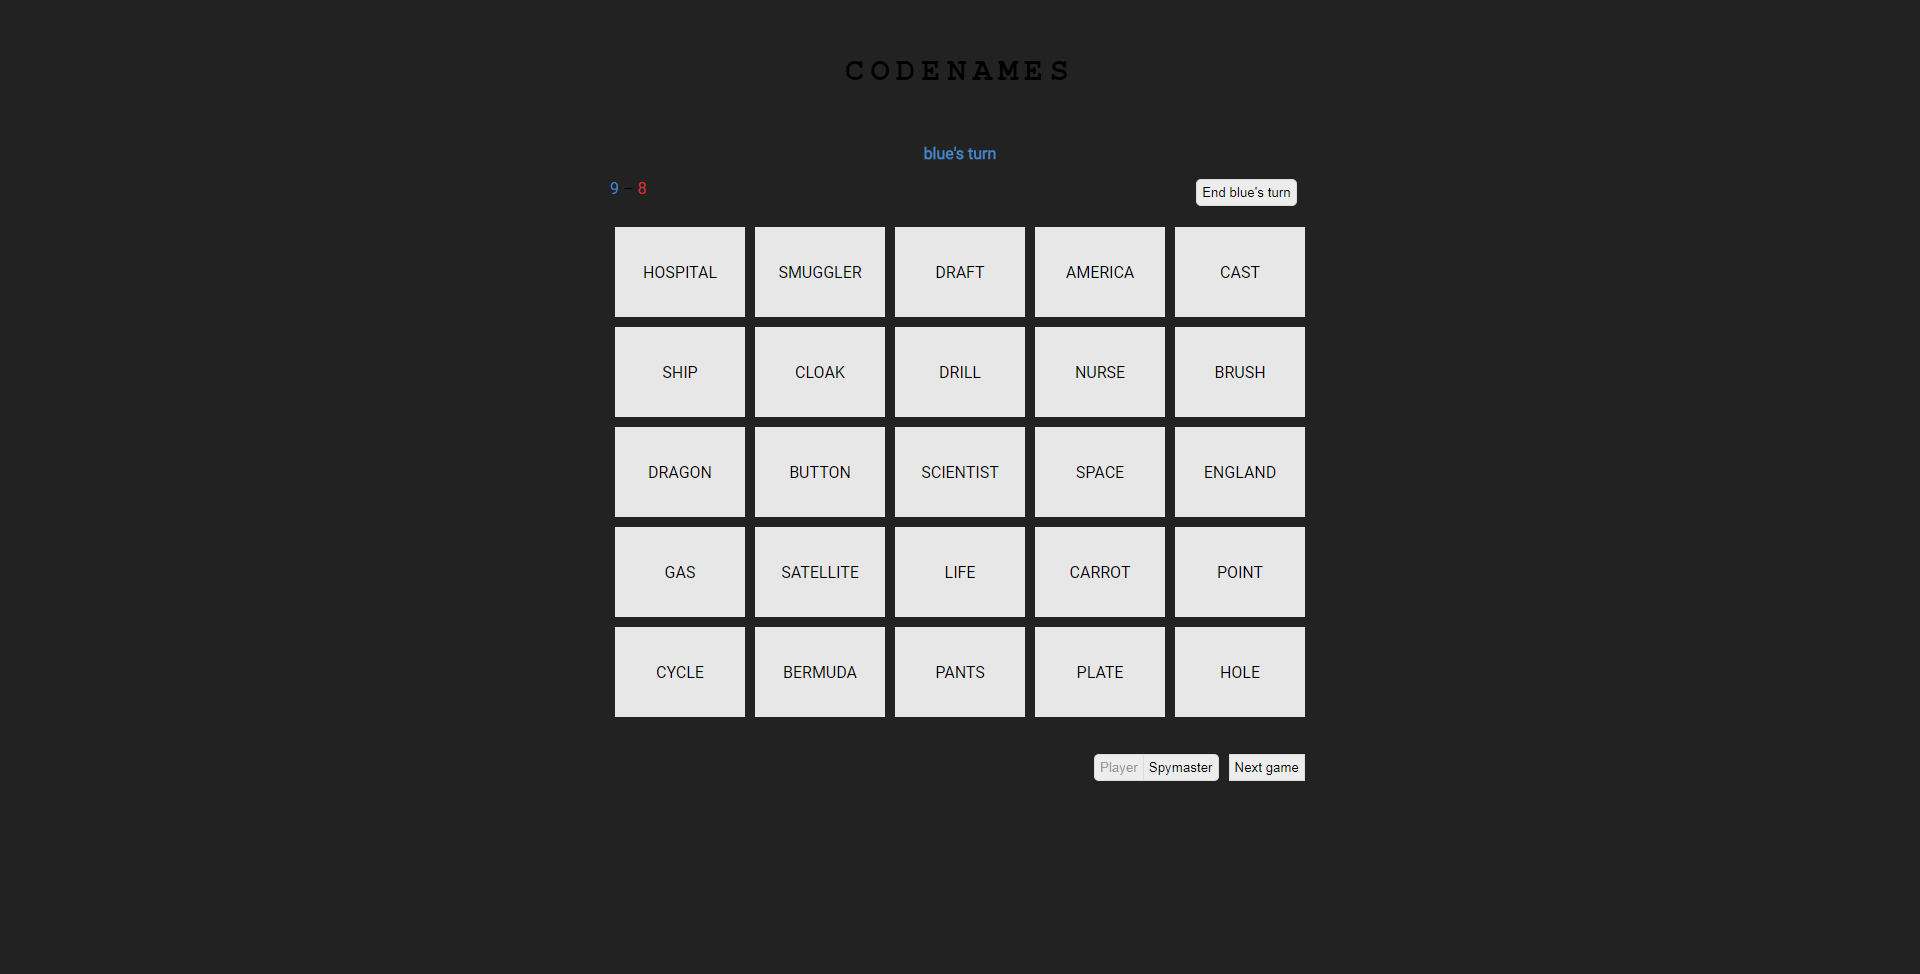 CODENAMES
blue's turn
9 – 8
End blue's turn
HOSPITAL SMUGGLER DRAFT AMERICA CAST
SHIP CLOAK DRILL NURSE BRUSH
DRAGON BUTTON SCIENTIST SPACE ENGLAND
GAS SATELLITE LIFE CARROT POINT
CYCLE BERMUDA PANTS PLATE HOLE
Player Spymaster Next game